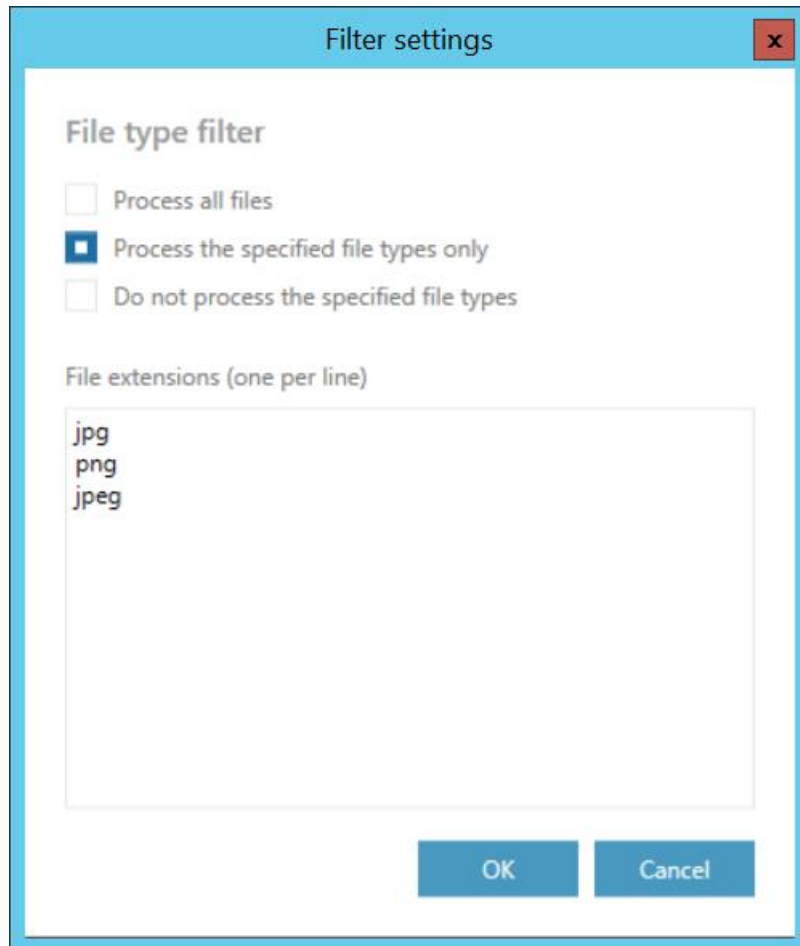 Filter settings
x
File type filter
Process all files
Process the specified file types only
Do not process the specified file types
File extensions (one per line)
jpg
png
jpeg
OK
Cancel